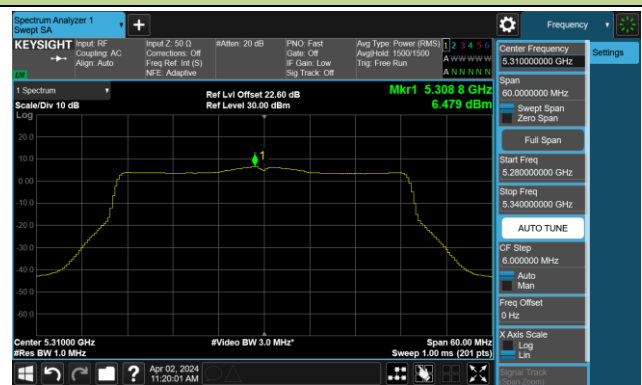 Spectrum Analyzer 1
Swept SA
+
Frequency
KEYSIGHT
Input: RF
Coupling: AC
Align: Auto
Input Z: 50 Ω
Corrections: Off
Freq Ref: Int (S)
NFE: Adaptive
#Atten: 20 dB
PNO: Fast
Gate: Off
IF Gain: Low
Sig Track: Off
Avg Type: Power (RMS)
Avg|Hold: 1500/1500
Trig: Free Run
1 2 3 4 5 6
A W W W W W
A N N N N N
LV
1 Spectrum
Scale/Div 10 dB
Log
Ref Lvl Offset 22.60 dB
Ref Level 30.00 dBm
Mkr1 5.308 8 GHz
6.479 dBm
1
20.0
10.0
0.00
-10.0
-20.0
-30.0
-40.0
-50.0
-60.0
Center 5.31000 GHz
#Res BW 1.0 MHz
#Video BW 3.0 MHz*
Span 60.00 MHz
Sweep 1.00 ms (201 pts)
?
Apr 02, 2024
11:20:01 AM
Center Frequency
5.310000000 GHz
Settings
Span
60.0000000 MHz
Swept Span
Zero Span
Full Span
Start Freq
5.280000000 GHz
Stop Freq
5.340000000 GHz
AUTO TUNE
CF Step
6.000000 MHz
Auto
Man
Freq Offset
0 Hz
X Axis Scale
Log
Lin
Signal Track
(Span Zoom)